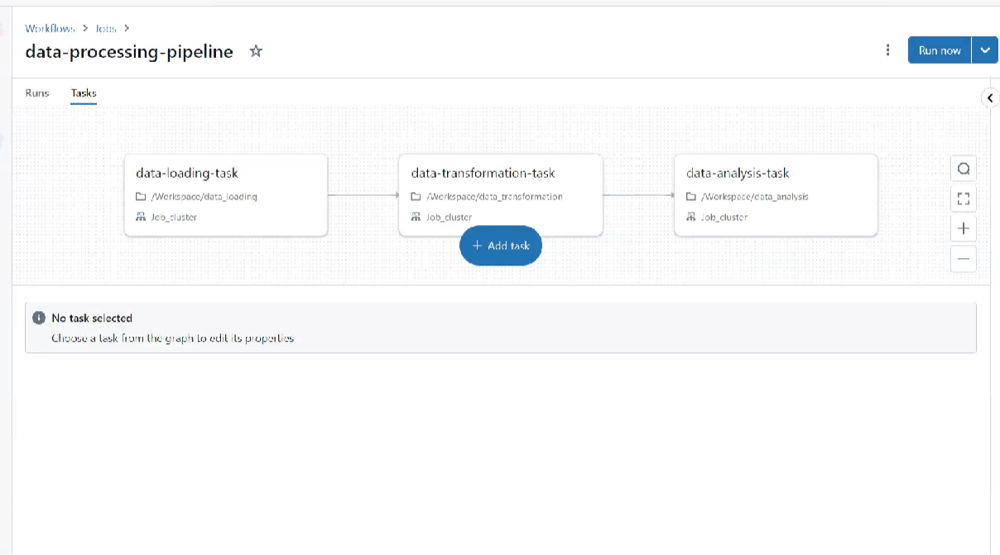 Workflows > Jobs >
data-processing-pipeline
Run now
Runs Tasks
data-loading-task
/Workspace/data_loading
Job_cluster
data-transformation-task
/Workspace/data_transformation
Job_cluster
data-analysis-task
/Workspace/data_analysis
Job_cluster
+ Add task
No task selected
Choose a task from the graph to edit its properties